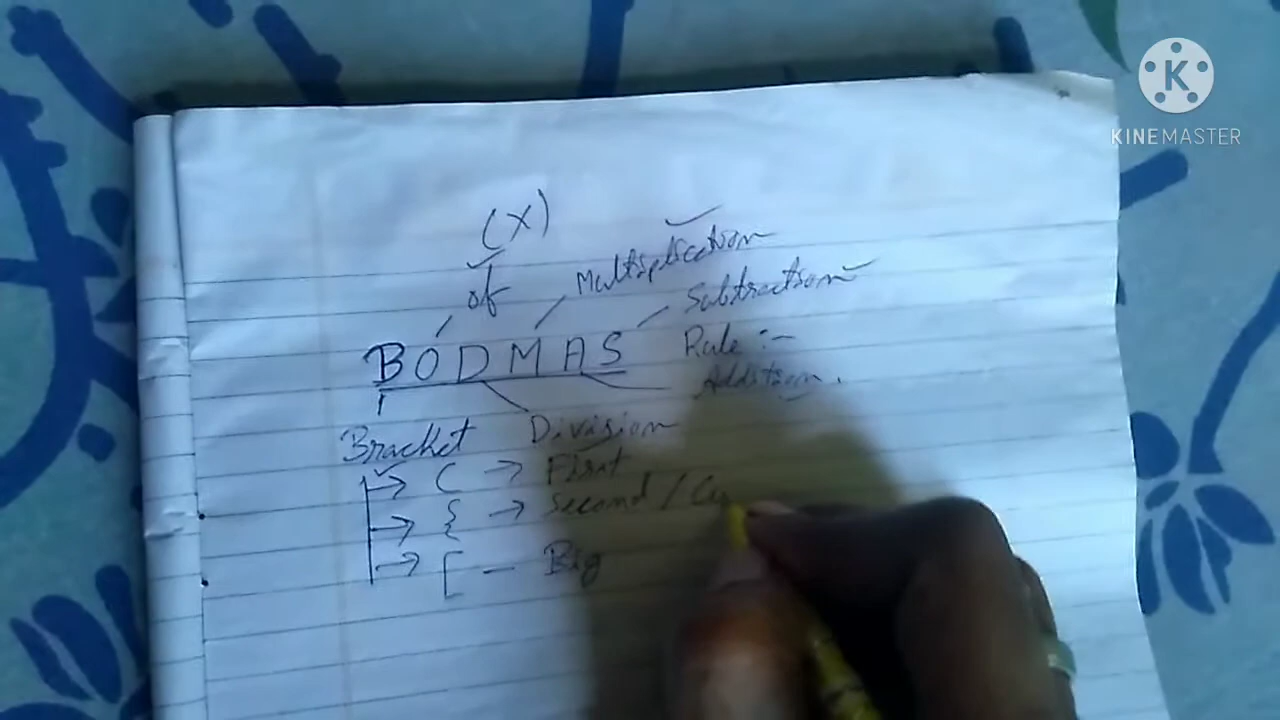 K
KINEMASTER
(x)
of
Multiplication
Subtraction
BODMAS Rule :-
Addition.
Bracket Division
→ ( → First
→ { → Second /
→ [ — Big